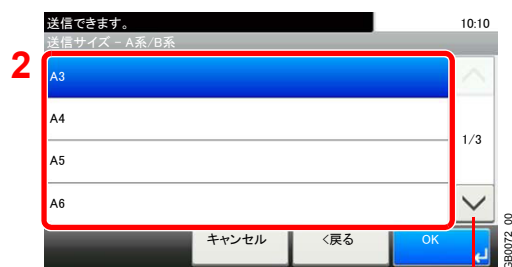 送信できます。 10:10
送信サイズ - A系/B系
2
A3
A4
1/3
A5
A6
キャンセル <戻る OK
GB0072_00